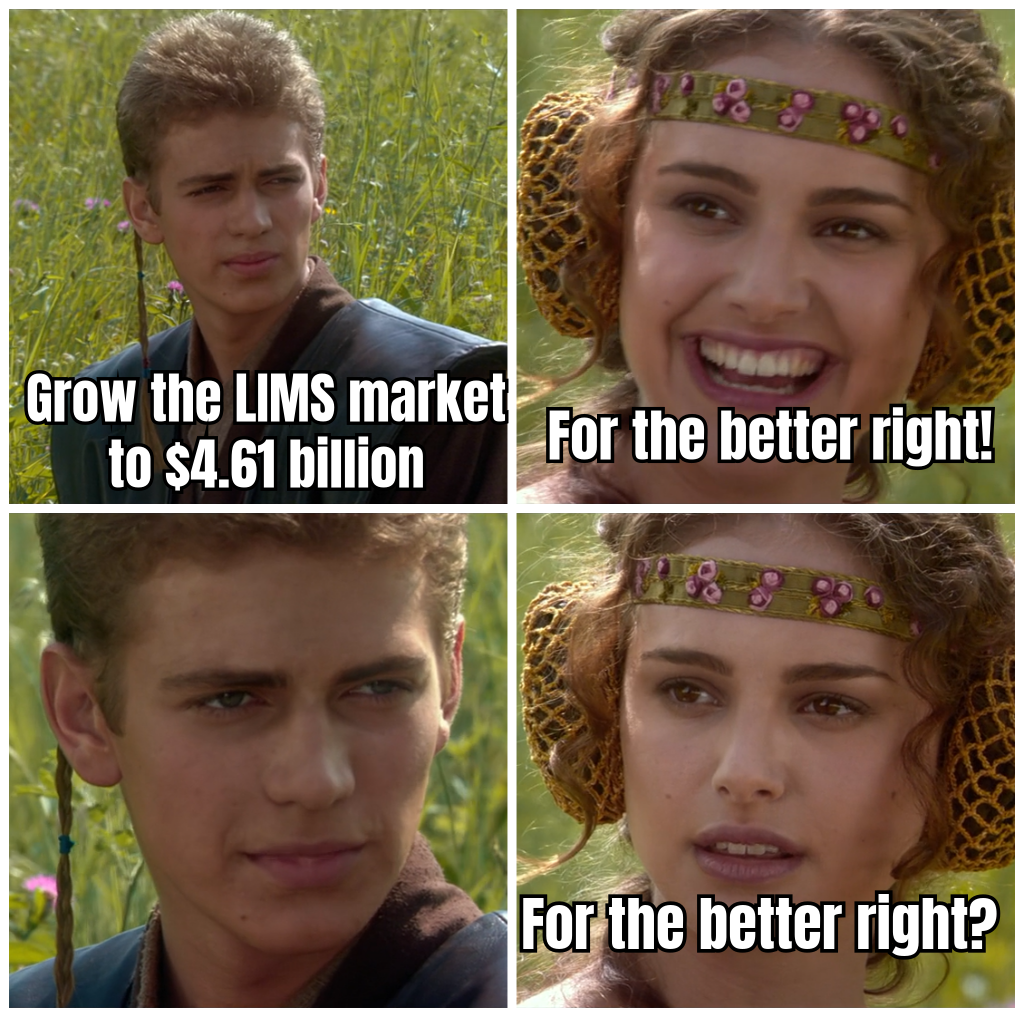 Grow the LIMS market
to $4.61 billion
For the better right!
For the better right?